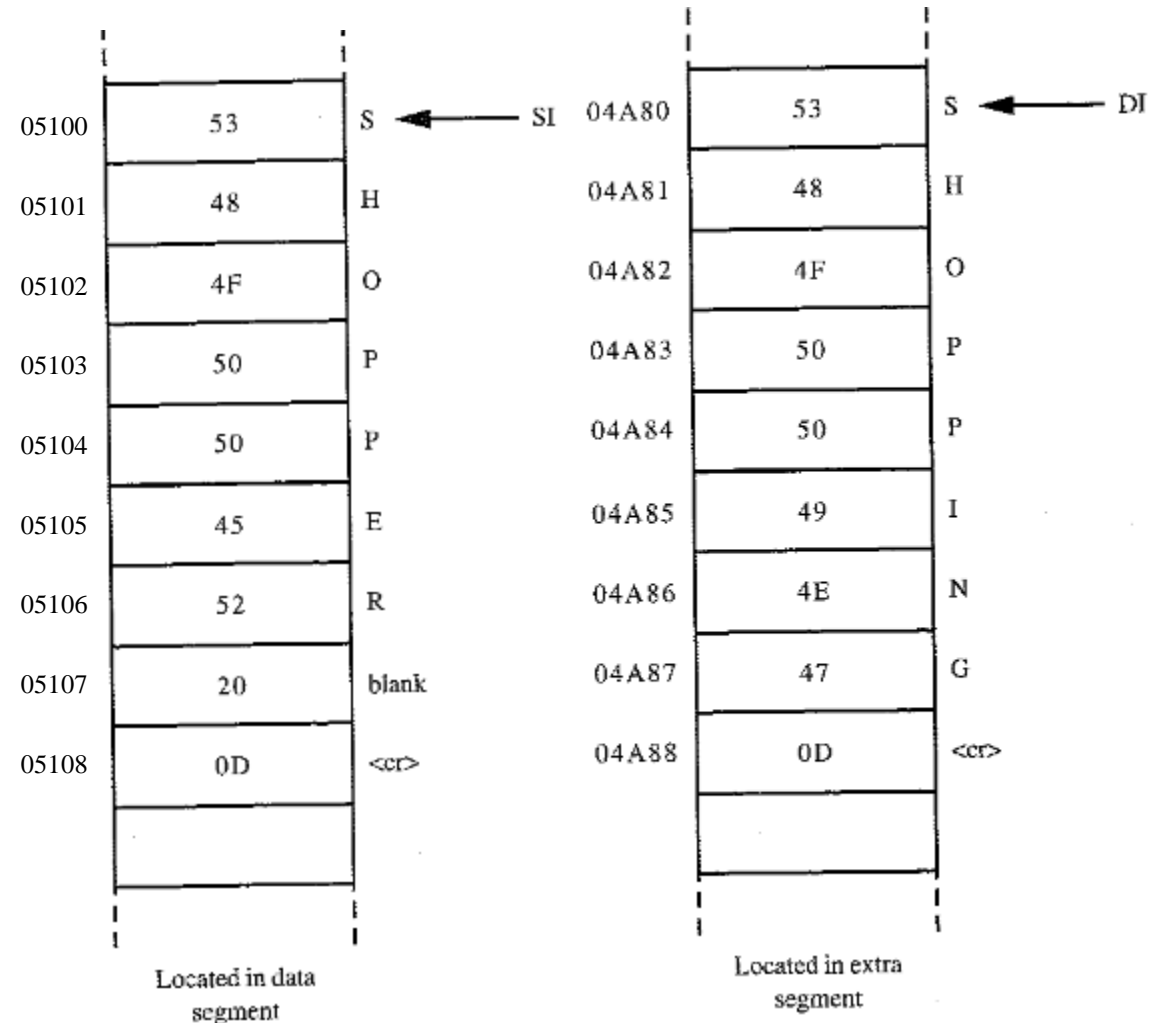 05100 53 S SI
05101 48 H
05102 4F O
05103 50 P
05104 50 P
05105 45 E
05106 52 R
05107 20 blank
05108 0D <cr>
Located in data
segment
04A80 53 S DI
04A81 48 H
04A82 4F O
04A83 50 P
04A84 50 P
04A85 49 I
04A86 4E N
04A87 47 G
04A88 0D <cr>
Located in extra
segment